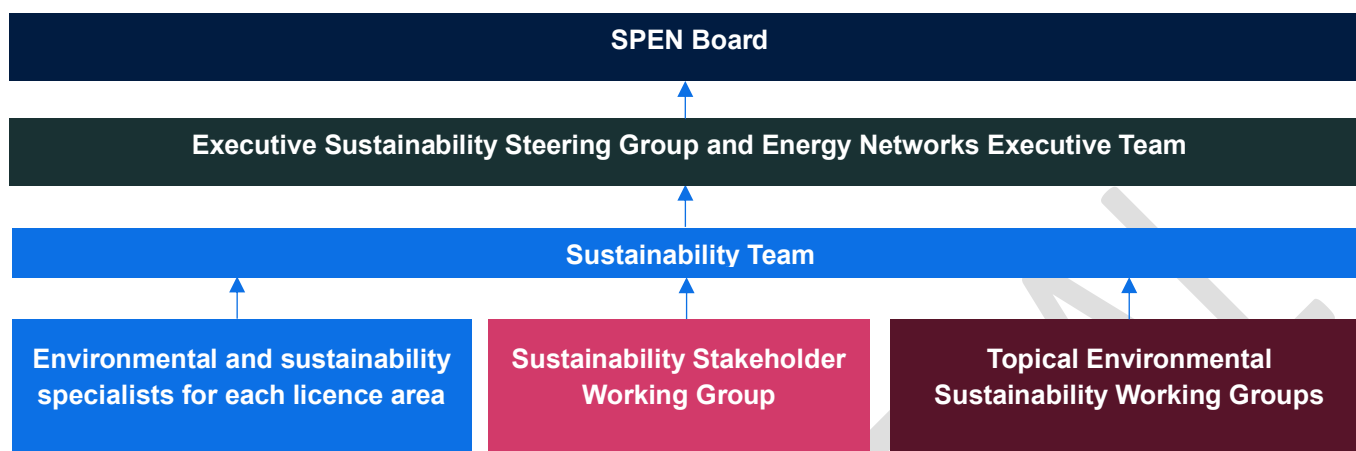 SPEN Board
Executive Sustainability Steering Group and Energy Networks Executive Team
Sustainability Team
Environmental and sustainability
specialists for each licence area
Sustainability Stakeholder
Working Group
Topical Environmental
Sustainability Working Groups